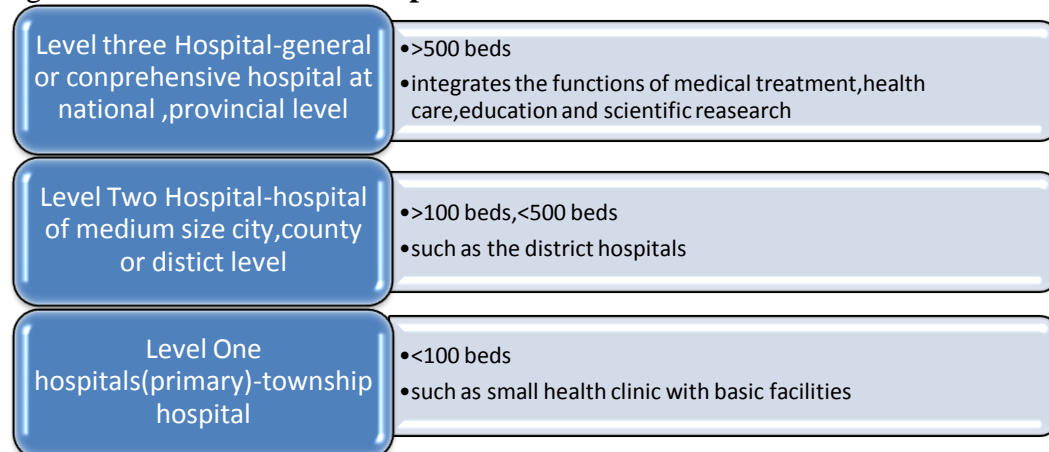 Level three Hospital-general
or conprehensive hospital at
national ,provincial level
•>500 beds
•integrates the functions of medical treatment,health
care,education and scientific reasearch
Level Two Hospital-hospital
of medium size city,county
or distict level
•>100 beds,<500 beds
•such as the district hospitals
Level One
hospitals(primary)-township
hospital
•<100 beds
•such as small health clinic with basic facilities